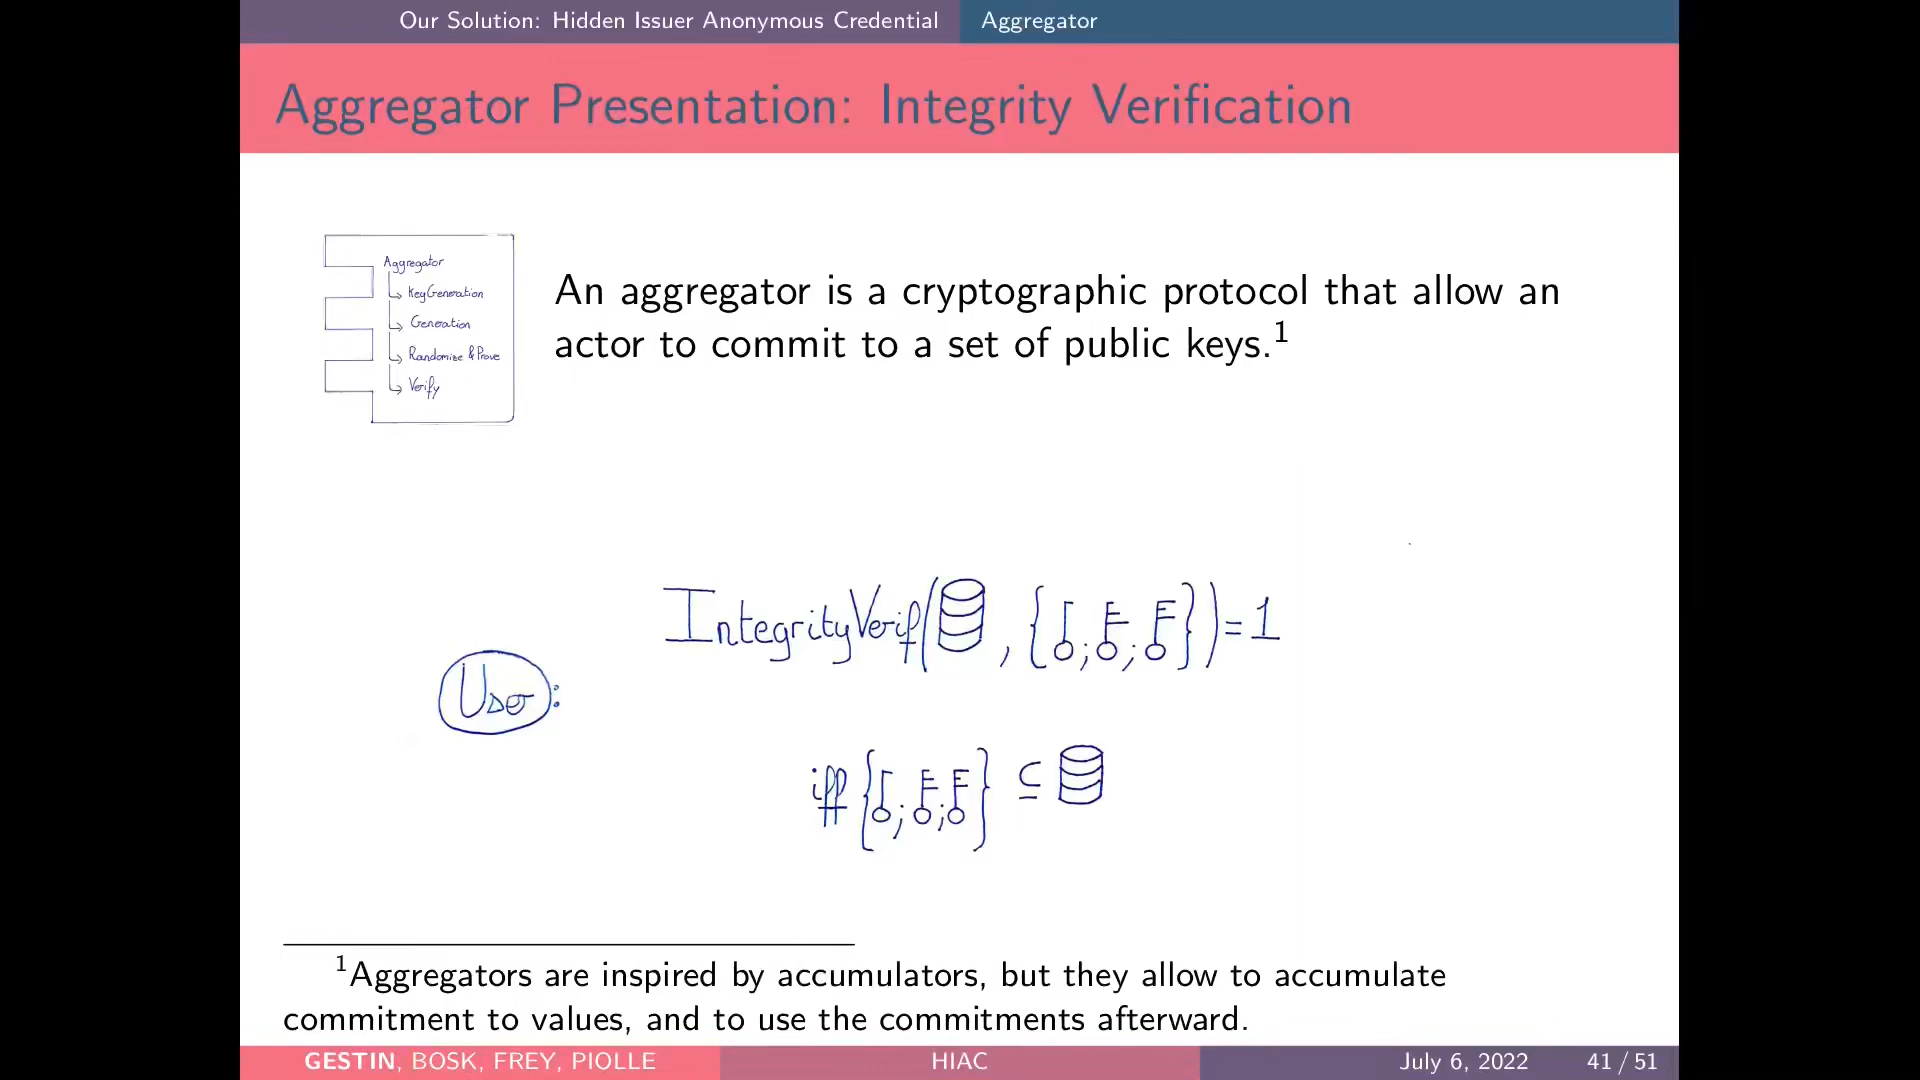 Our Solution: Hidden Issuer Anonymous Credential Aggregator
Aggregator Presentation: Integrity Verification
Aggregator
KeyGeneration
Generation
Randomize & Prove
Verify
An aggregator is a cryptographic protocol that allow an
actor to commit to a set of public keys.1
IntegrityVerif( , { ; ; }) = 1
User:
iff { ; ; } ⊆
1Aggregators are inspired by accumulators, but they allow to accumulate
commitment to values, and to use the commitments afterward.
GESTIN, BOSK, FREY, PIOLLE HIAC July 6, 2022 41 / 51